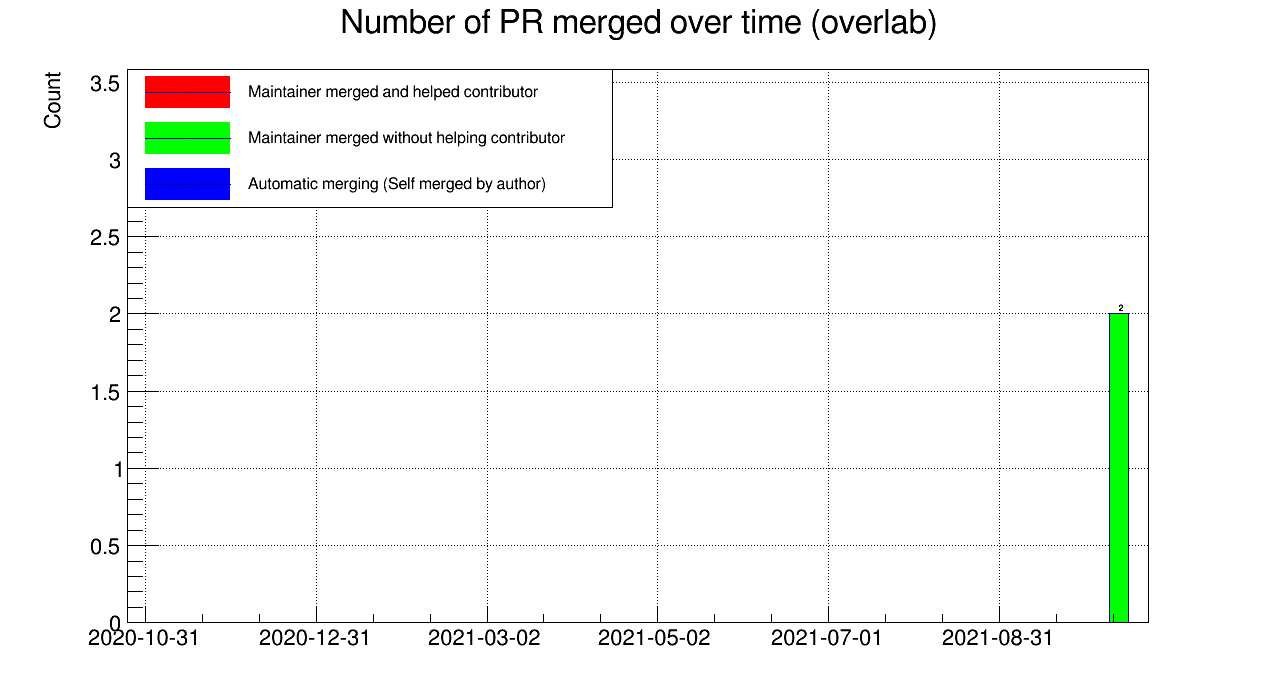 Number of PR merged over time (overlab)
Count
3.5
3
2.5
2
1.5
1
0.5
0
Maintainer merged and helped contributor
Maintainer merged without helping contributor
Automatic merging (Self merged by author)
2
2020-10-31 2020-12-31 2021-03-02 2021-05-02 2021-07-01 2021-08-31